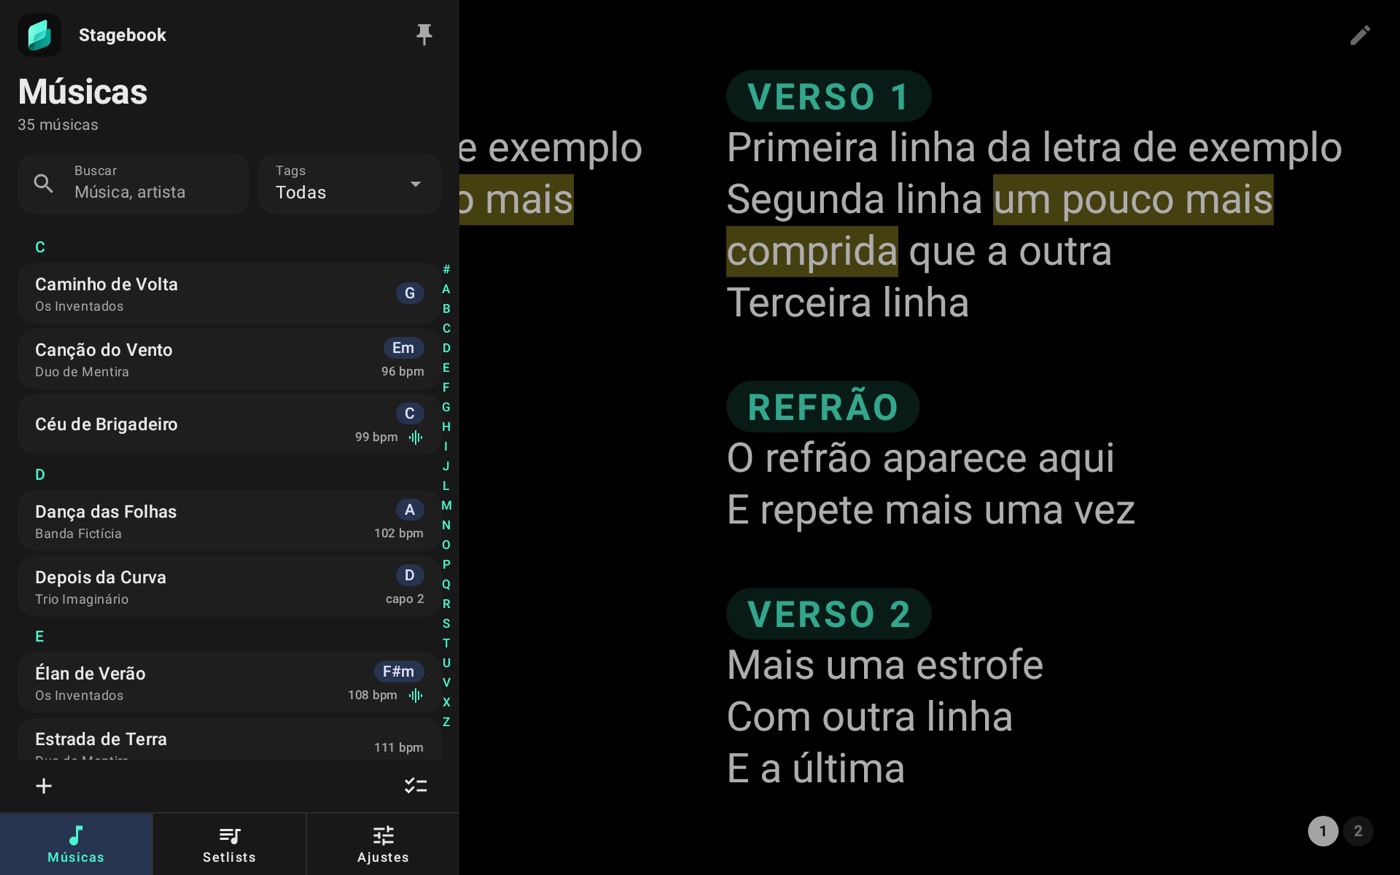 Stagebook
Músicas
35 músicas
Buscar
Música, artista
Tags
Todas
C
Caminho de Volta
Os Inventados
G
Canção do Vento
Duo de Mentira
Em
96 bpm
Céu de Brigadeiro
C
99 bpm
D
Dança das Folhas
Banda Fictícia
A
102 bpm
Depois da Curva
Trio Imaginário
D
capo 2
E
Élan de Verão
Os Inventados
F#m
108 bpm
Estrada de Terra
Duo de Mentira
111 bpm
#
A
B
C
D
E
F
G
H
I
J
L
M
N
O
P
Q
R
S
T
U
V
X
Z
Músicas
Setlists
Ajustes
e exemplo
o mais
VERSO 1
Primeira linha da letra de exemplo
Segunda linha um pouco mais
comprida que a outra
Terceira linha
REFRÃO
O refrão aparece aqui
E repete mais uma vez
VERSO 2
Mais uma estrofe
Com outra linha
E a última
1
2